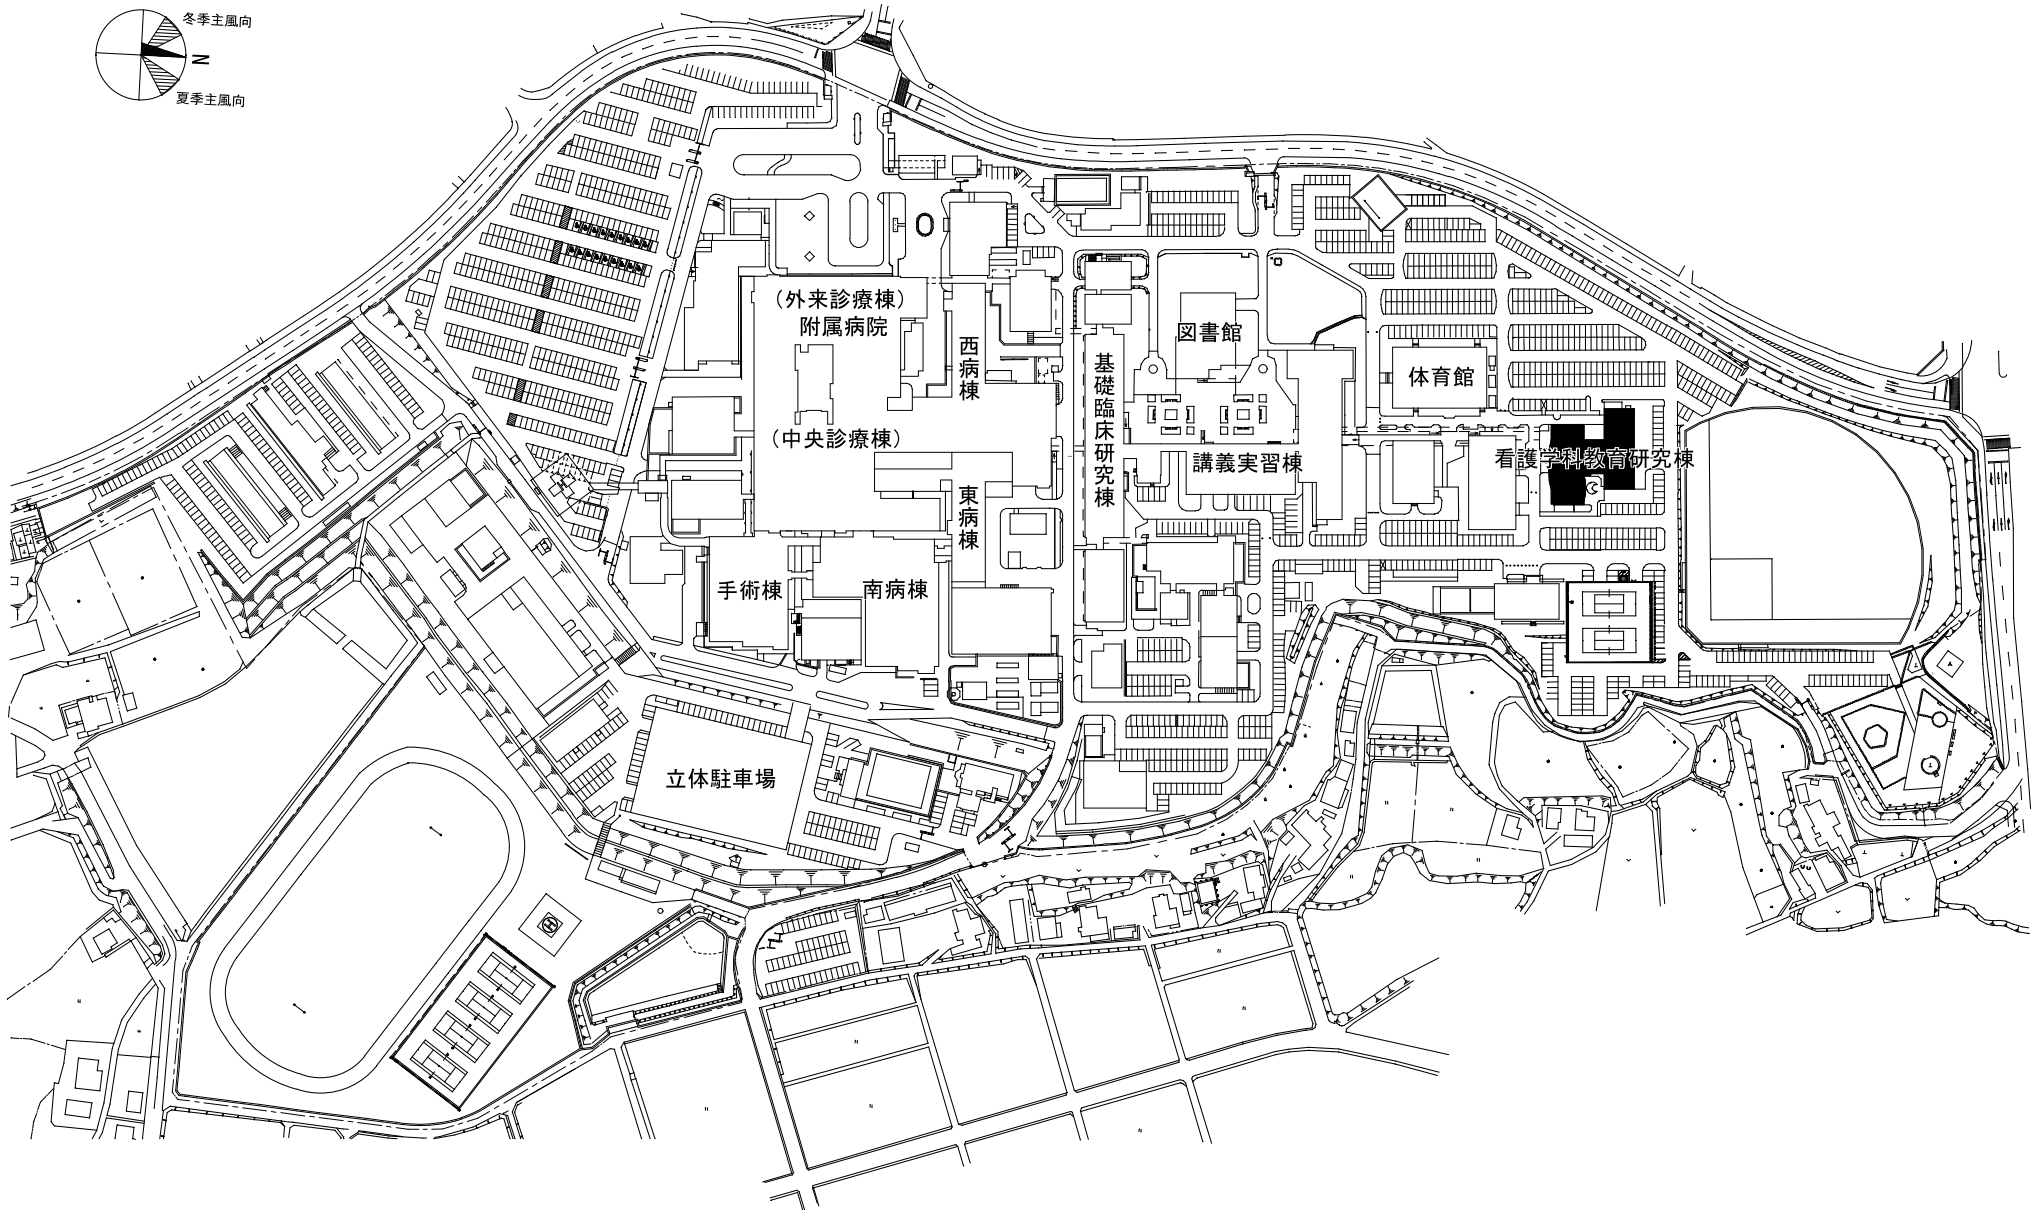 冬季主風向
N
夏季主風向
(外来診療棟)
附属病院
西病棟
(中央診療棟)
東病棟
手術棟
南病棟
基礎臨床研究棟
図書館
講義実習棟
体育館
看護学科教育研究棟
立体駐車場
H